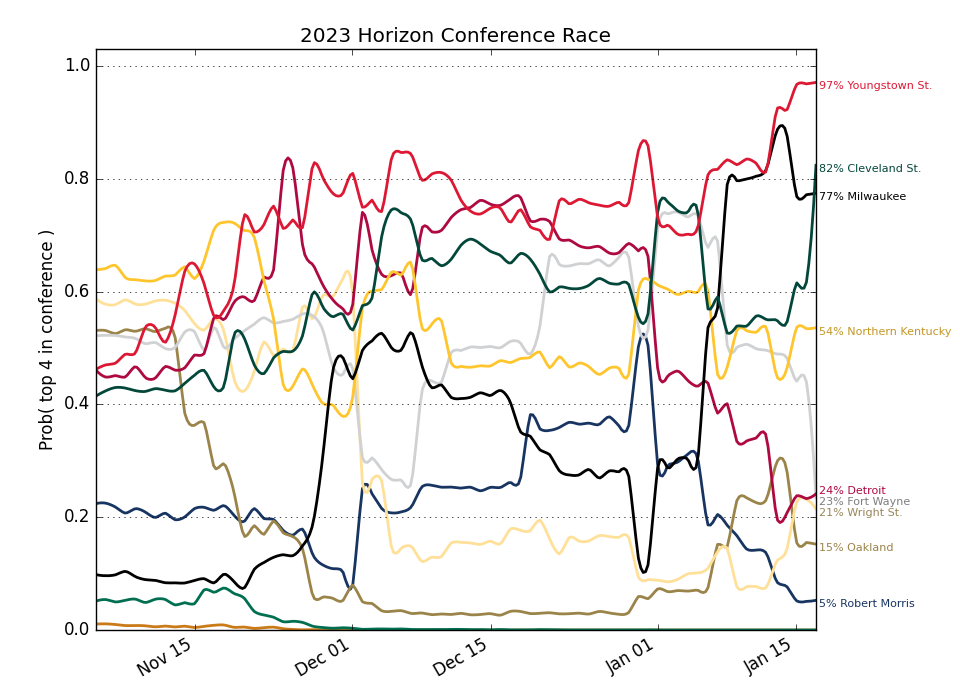 2023 Horizon Conference Race
Prob( top 4 in conference )
1.0
0.8
0.6
0.4
0.2
0.0
Nov 15
Dec 01
Dec 15
Jan 01
Jan 15
97% Youngstown St.
82% Cleveland St.
77% Milwaukee
54% Northern Kentucky
24% Detroit
23% Fort Wayne
21% Wright St.
15% Oakland
5% Robert Morris